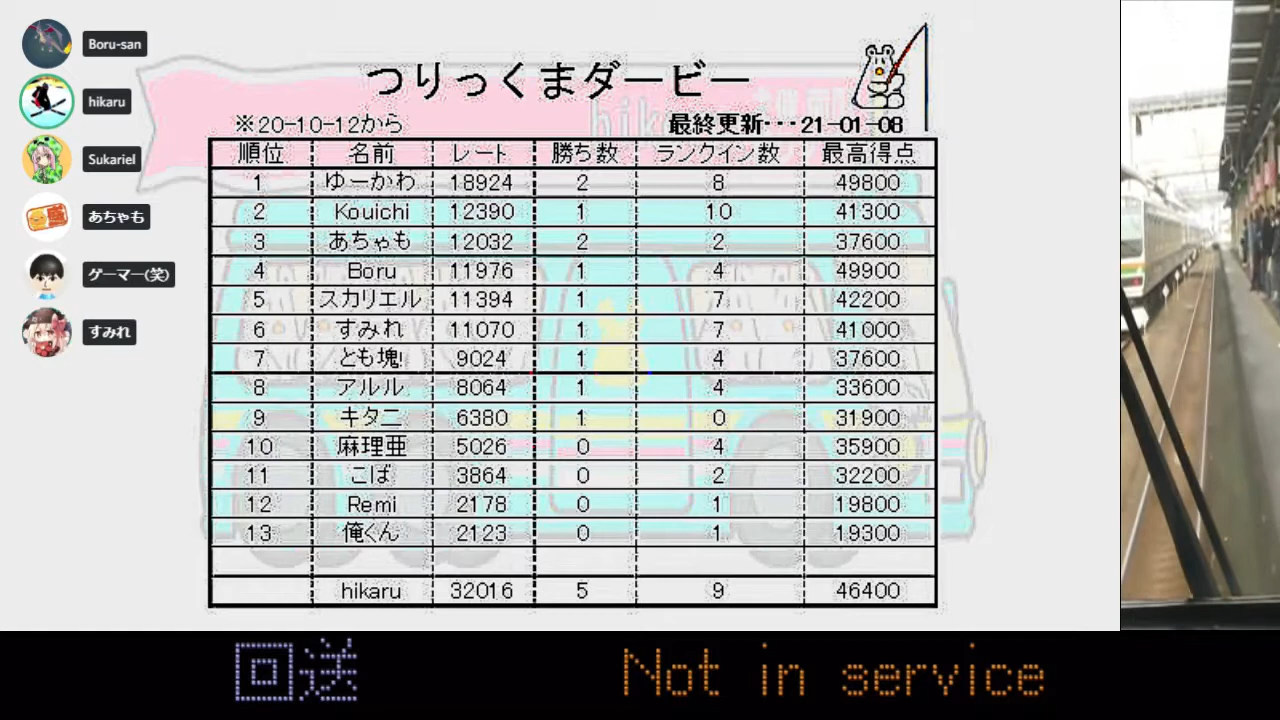 Boru-san
hikaru
Sukariel
あちゃも
ゲーマー(笑)
すみれ
つりっくまダービー
※20-10-12から
最終更新・・・21-01-08
順位 名前 レート 勝ち数 ランクイン数 最高得点
1 ゆーかわ 18924 2 8 49800
2 Kouichi 12390 1 10 41300
3 あちゃも 12032 2 2 37600
4 Boru 11976 1 4 49900
5 スカリエル 11394 1 7 42200
6 すみれ 11070 1 7 41000
7 とも塊! 9024 1 4 37600
8 アルル 8064 1 4 33600
9 キタニ 6380 1 0 31900
10 麻理亜 5026 0 4 35900
11 こば 3864 0 2 32200
12 Remi 2178 0 1 19800
13 俺くん 2123 0 1 19300
hikaru 32016 5 9 46400
回送 Not in service